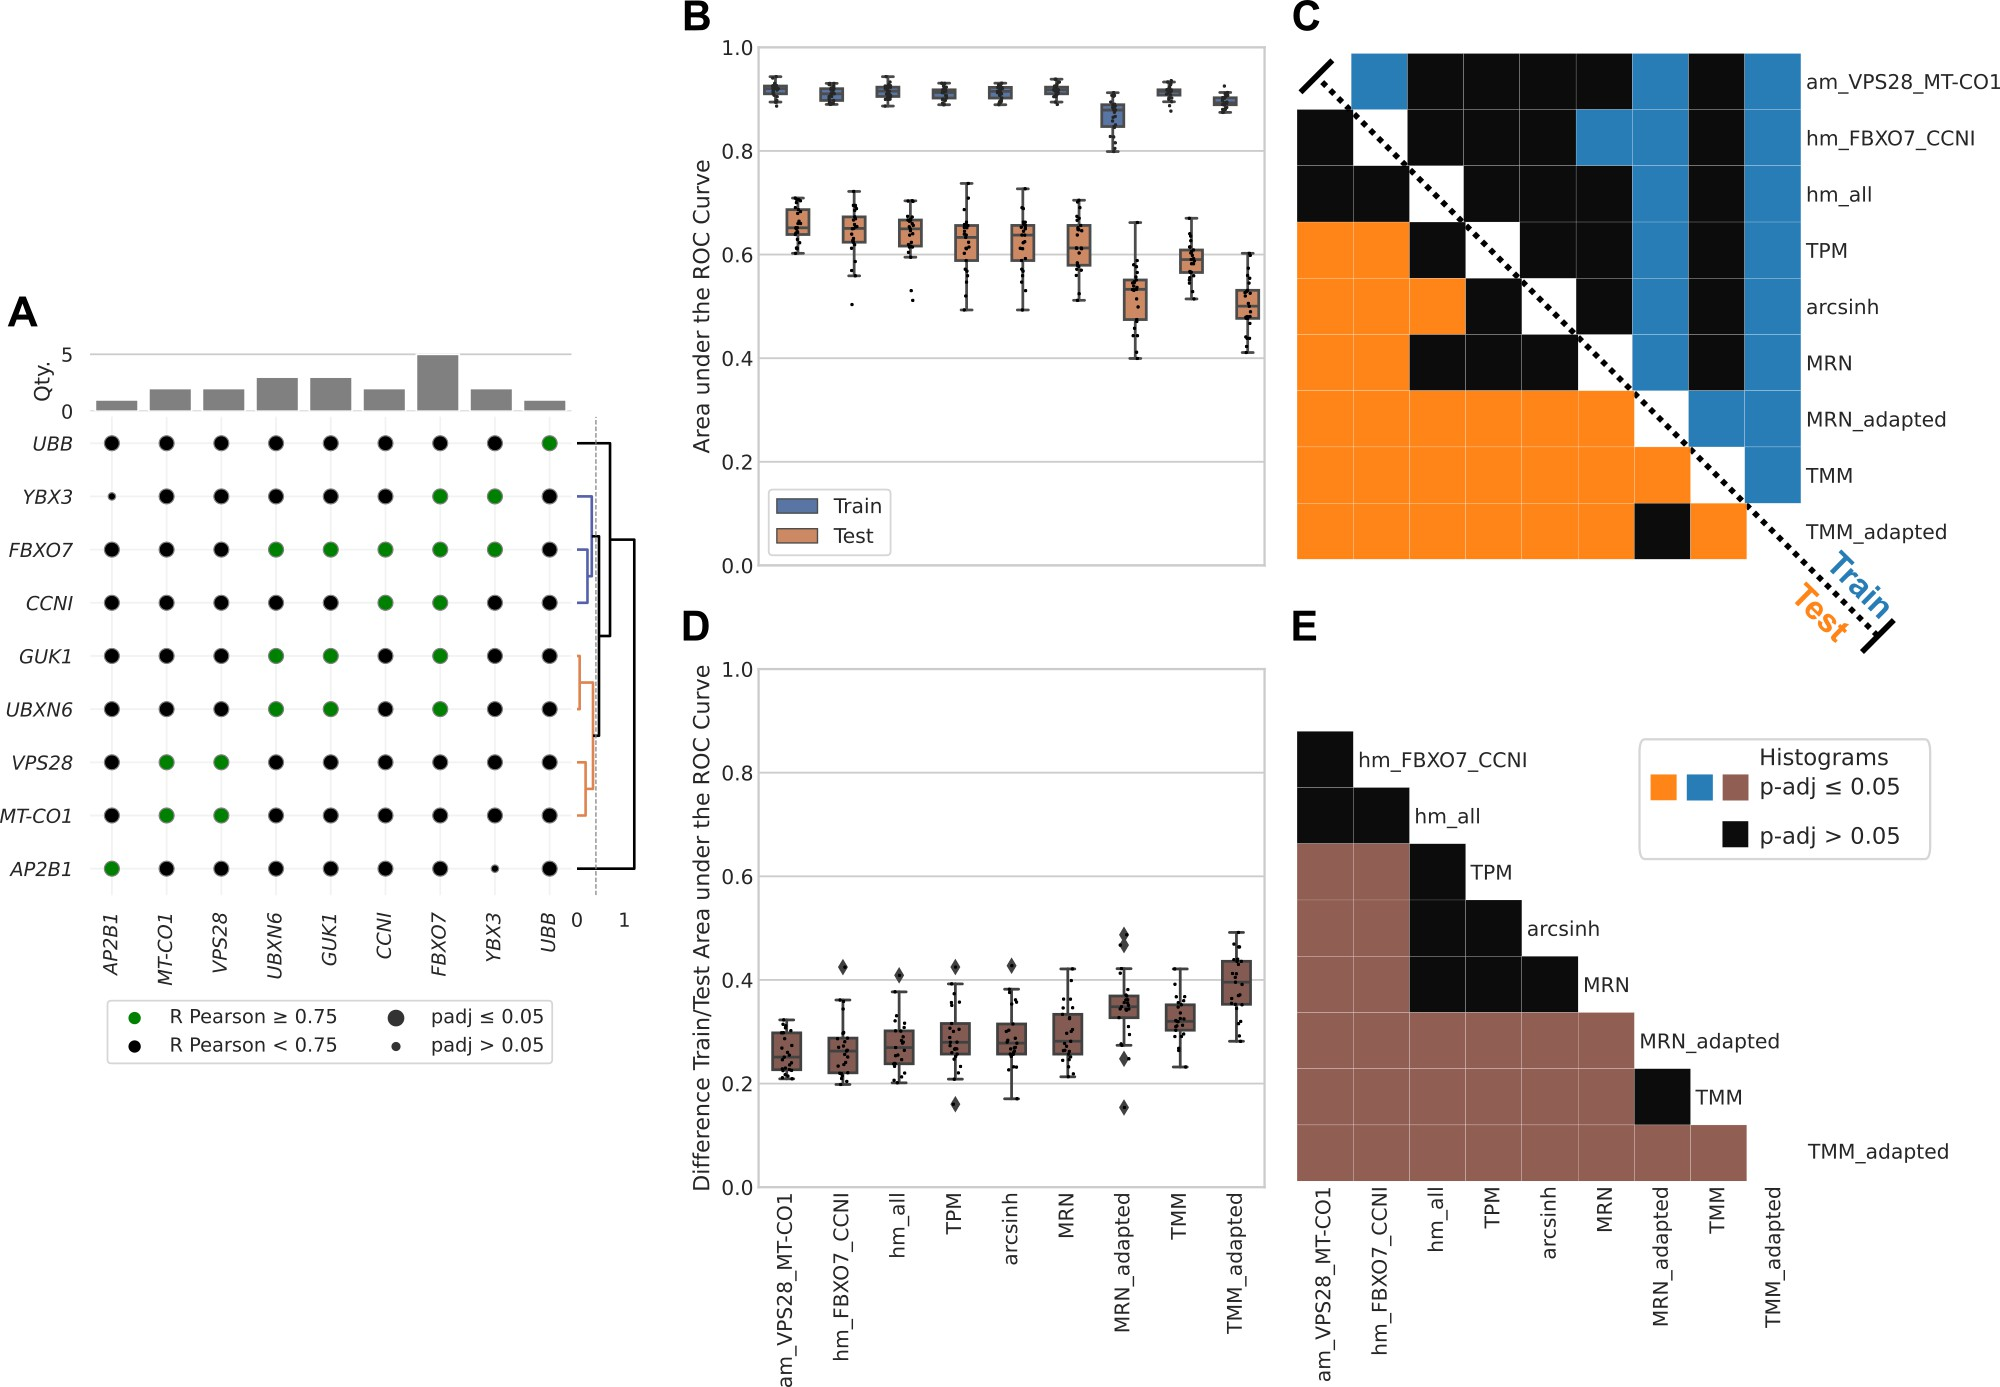 A
Qty.
5
0
UBB
YBX3
FBXO7
CCNI
GUK1
UBXN6
VPS28
MT-CO1
AP2B1
AP2B1
MT-CO1
VPS28
UBXN6
GUK1
CCNI
FBXO7
YBX3
UBB
0 1
R Pearson ≥ 0.75 padj ≤ 0.05
R Pearson < 0.75 padj > 0.05
B
Area under the ROC Curve
1.0
0.8
0.6
0.4
0.2
0.0
Train
Test
C
am_VPS28_MT-CO1
hm_FBXO7_CCNI
hm_all
TPM
arcsinh
MRN
MRN_adapted
TMM
TMM_adapted
Train
Test
D
Difference Train/Test Area under the ROC Curve
1.0
0.8
0.6
0.4
0.2
0.0
am_VPS28_MT-CO1
hm_FBXO7_CCNI
hm_all
TPM
arcsinh
MRN
MRN_adapted
TMM
TMM_adapted
E
hm_FBXO7_CCNI
hm_all
TPM
arcsinh
MRN
MRN_adapted
TMM
TMM_adapted
Histograms
p-adj ≤ 0.05
p-adj > 0.05
am_VPS28_MT-CO1
hm_FBXO7_CCNI
hm_all
TPM
arcsinh
MRN
MRN_adapted
TMM
TMM_adapted